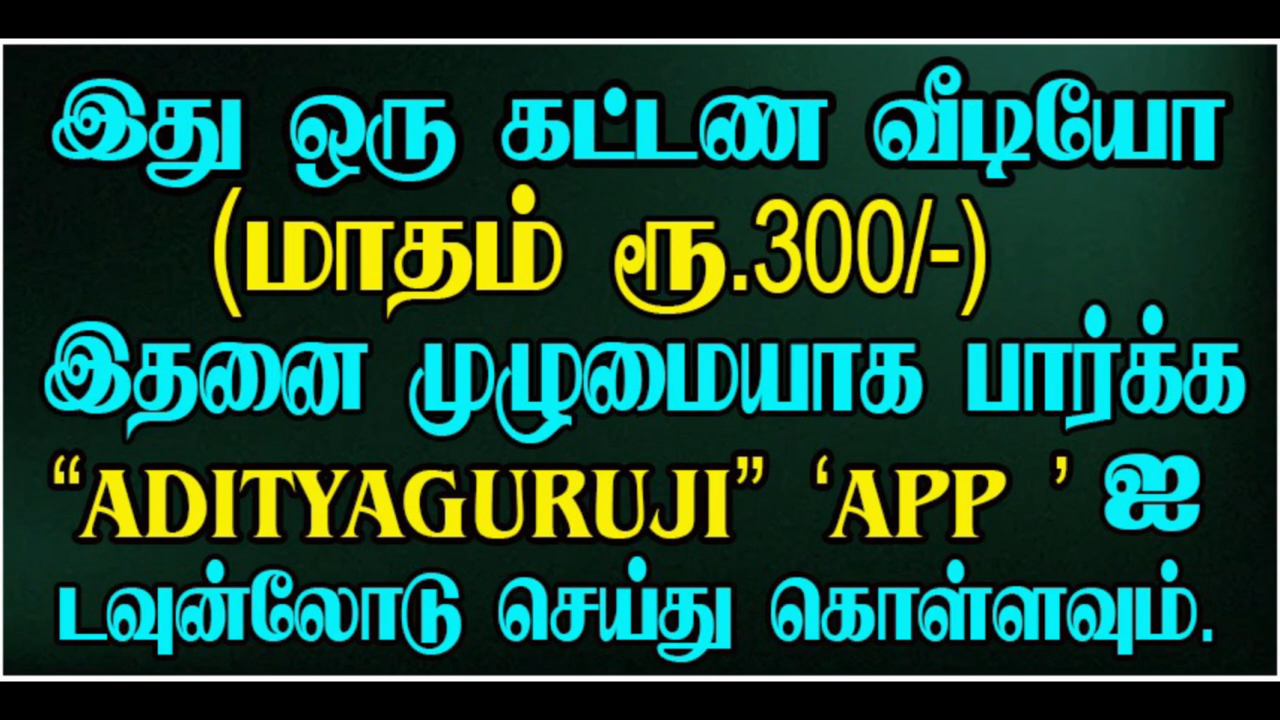 இது ஒரு கட்டண வீடியோ
(மாதம் ரூ.300/-)
இதனை முழுமையாக பார்க்க
“ADITYAGURUJI” ‘APP ’ ஐ
டவுன்லோடு செய்து கொள்ளவும்.